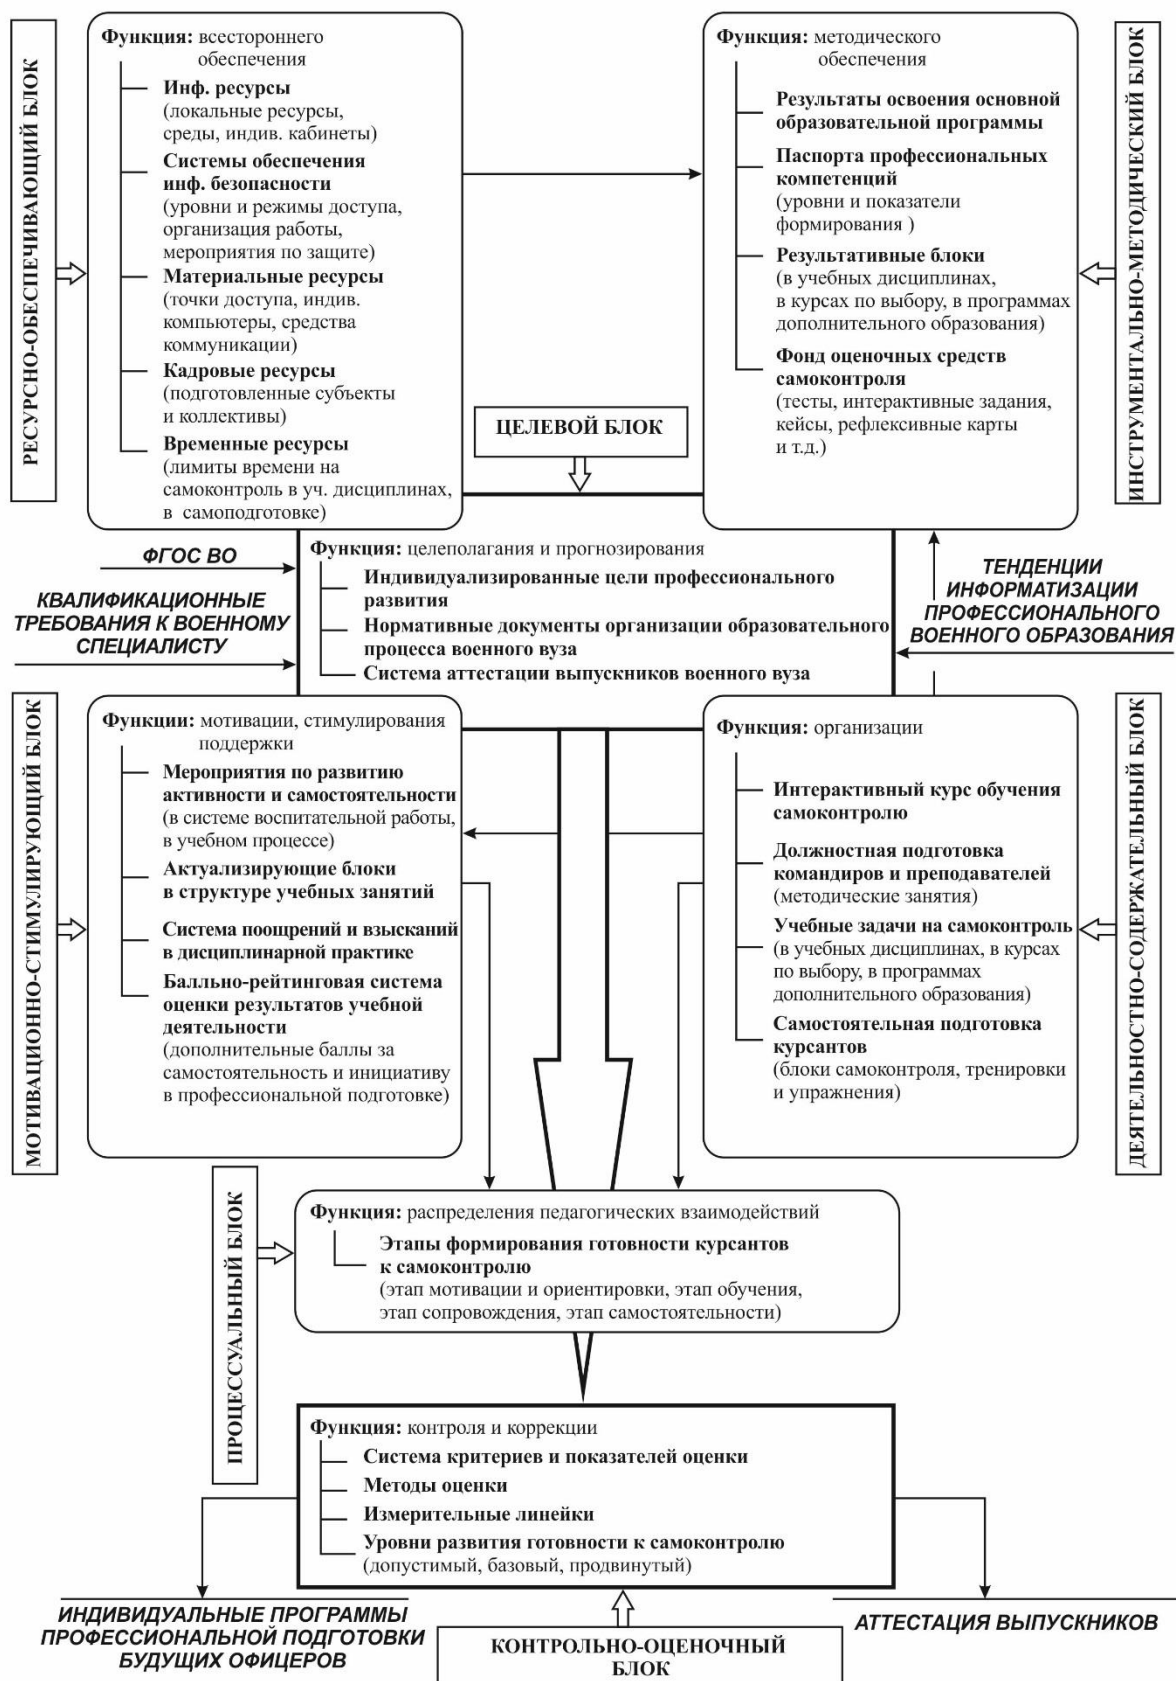 РЕСУРСНО-ОБЕСПЕЧИВАЮЩИЙ БЛОК
Функция: всестороннего
обеспечения
Инф. ресурсы
(локальные ресурсы,
среды, индив. кабинеты)
Системы обеспечения
инф. безопасности
(уровни и режимы доступа,
организация работы,
мероприятия по защите)
Материальные ресурсы
(точки доступа, индив.
компьютеры, средства
коммуникации)
Кадровые ресурсы
(подготовленные субъекты
и коллективы)
Временные ресурсы
(лимиты времени на
самоконтроль в уч. дисциплинах,
в самоподготовке)
Функция: методического
обеспечения
Результаты освоения основной
образовательной программы
Паспорта профессиональных
компетенций
(уровни и показатели
формирования )
Результативные блоки
(в учебных дисциплинах,
в курсах по выбору, в программах
дополнительного образования)
Фонд оценочных средств
самоконтроля
(тесты, интерактивные задания,
кейсы, рефлексивные карты
и т.д.)
ИНСТРУМЕНТАЛЬНО-МЕТОДИЧЕСКИЙ БЛОК
ЦЕЛЕВОЙ БЛОК
ФГОС ВО
КВАЛИФИКАЦИОННЫЕ
ТРЕБОВАНИЯ К ВОЕННОМУ
СПЕЦИАЛИСТУ
Функция: целеполагания и прогнозирования
Индивидуализированные цели профессионального
развития
Нормативные документы организации образовательного
процесса военного вуза
Система аттестации выпускников военного вуза
ТЕНДЕНЦИИ
ИНФОРМАТИЗАЦИИ
ПРОФЕССИОНАЛЬНОГО
ВОЕННОГО ОБРАЗОВАНИЯ
МОТИВАЦИОННО-СТИМУЛИРУЮЩИЙ БЛОК
Функции: мотивации, стимулирования
поддержки
Мероприятия по развитию
активности и самостоятельности
(в системе воспитательной работы,
в учебном процессе)
Актуализирующие блоки
в структуре учебных занятий
Система поощрений и взысканий
в дисциплинарной практике
Балльно-рейтинговая система
оценки результатов учебной
деятельности
(дополнительные баллы за
самостоятельность и инициативу
в профессиональной подготовке)
Функция: организации
Интерактивный курс обучения
самоконтролю
Должностная подготовка
командиров и преподавателей
(методические занятия)
Учебные задачи на самоконтроль
(в учебных дисциплинах, в курсах
по выбору, в программах
дополнительного образования)
Самостоятельная подготовка
курсантов
(блоки самоконтроля, тренировки
и упражнения)
ДЕЯТЕЛЬНОСТНО-СОДЕРЖАТЕЛЬНЫЙ БЛОК
ПРОЦЕССУАЛЬНЫЙ БЛОК
Функция: распределения педагогических взаимодействий
Этапы формирования готовности курсантов
к самоконтролю
(этап мотивации и ориентировки, этап обучения,
этап сопровождения, этап самостоятельности)
Функция: контроля и коррекции
Система критериев и показателей оценки
Методы оценки
Измерительные линейки
Уровни развития готовности к самоконтролю
(допустимый, базовый, продвинутый)
ИНДИВИДУАЛЬНЫЕ ПРОГРАММЫ
ПРОФЕССИОНАЛЬНОЙ ПОДГОТОВКИ
БУДУЩИХ ОФИЦЕРОВ
КОНТРОЛЬНО-ОЦЕНОЧНЫЙ
БЛОК
АТТЕСТАЦИЯ ВЫПУСКНИКОВ